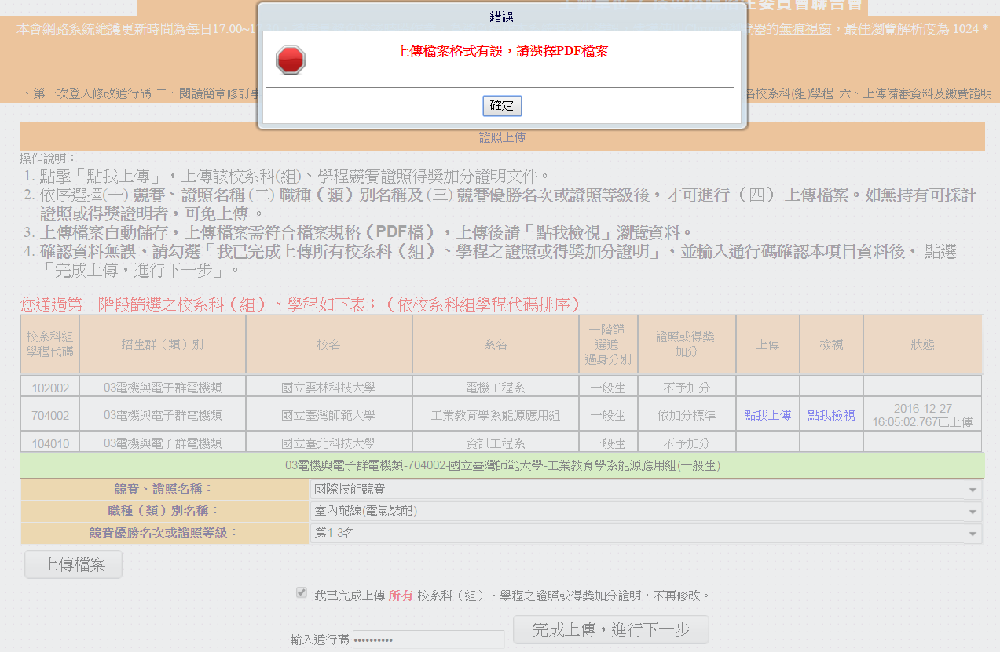 錯誤
上傳檔案格式有誤，請選擇PDF檔案
確定
委員會聯合會
本會網路系統維護更新時間為每日17:00~1
覽器的無痕視窗，最佳瀏覽解析度為 1024 *
一、第一次登入修改通行碼 二、閱讀簡章修訂
名校系科(組)學程 六、上傳備審資料及繳費證明
證照上傳
操作說明：
1. 點擊「點我上傳」，上傳該校系科(組)、學程競賽證照得獎加分證明文件。
2. 依序選擇(一) 競賽、證照名稱 (二) 職種（類）別名稱及 (三) 競賽優勝名次或證照等級後，才可進行（四） 上傳檔案。如無持有可採計
證照或得獎證明者，可免上傳 。
3. 上傳檔案自動儲存，上傳檔案需符合檔案規格（PDF檔），上傳後請「點我檢視」瀏覽資料。
4. 確認資料無誤，請勾選「我已完成上傳所有校系科（組）、學程之證照或得獎加分證明」，並輸入通行碼確認本項目資料後， 點選
「完成上傳，進行下一步」。
您通過第一階段篩選之校系科（組）、學程如下表：（依校系科組學程代碼排序）
校系科組
學程代碼
招生群（類）別
校名
系名
一階篩
選通
過身分別
證照或得獎
加分
上傳
檢視
狀態
102002 03電機與電子群電機類 國立雲林科技大學 電機工程系 一般生 不予加分
704002 03電機與電子群電機類 國立臺灣師範大學 工業教育學系能源應用組 一般生 依加分標準 點我上傳 點我檢視 2016-12-27
16:05:02.767已上傳
104010 03電機與電子群電機類 國立臺北科技大學 資訊工程系 一般生 不予加分
03電機與電子群電機類-704002-國立臺灣師範大學-工業教育學系能源應用組(一般生)
競賽、證照名稱： 國際技能競賽
職種（類）別名稱： 室內配線(電氣裝配)
競賽優勝名次或證照等級： 第1-3名
上傳檔案
我已完成上傳 所有 校系科（組）、學程之證照或得獎加分證明，不再修改。
輸入通行碼 •••••••••• 完成上傳，進行下一步